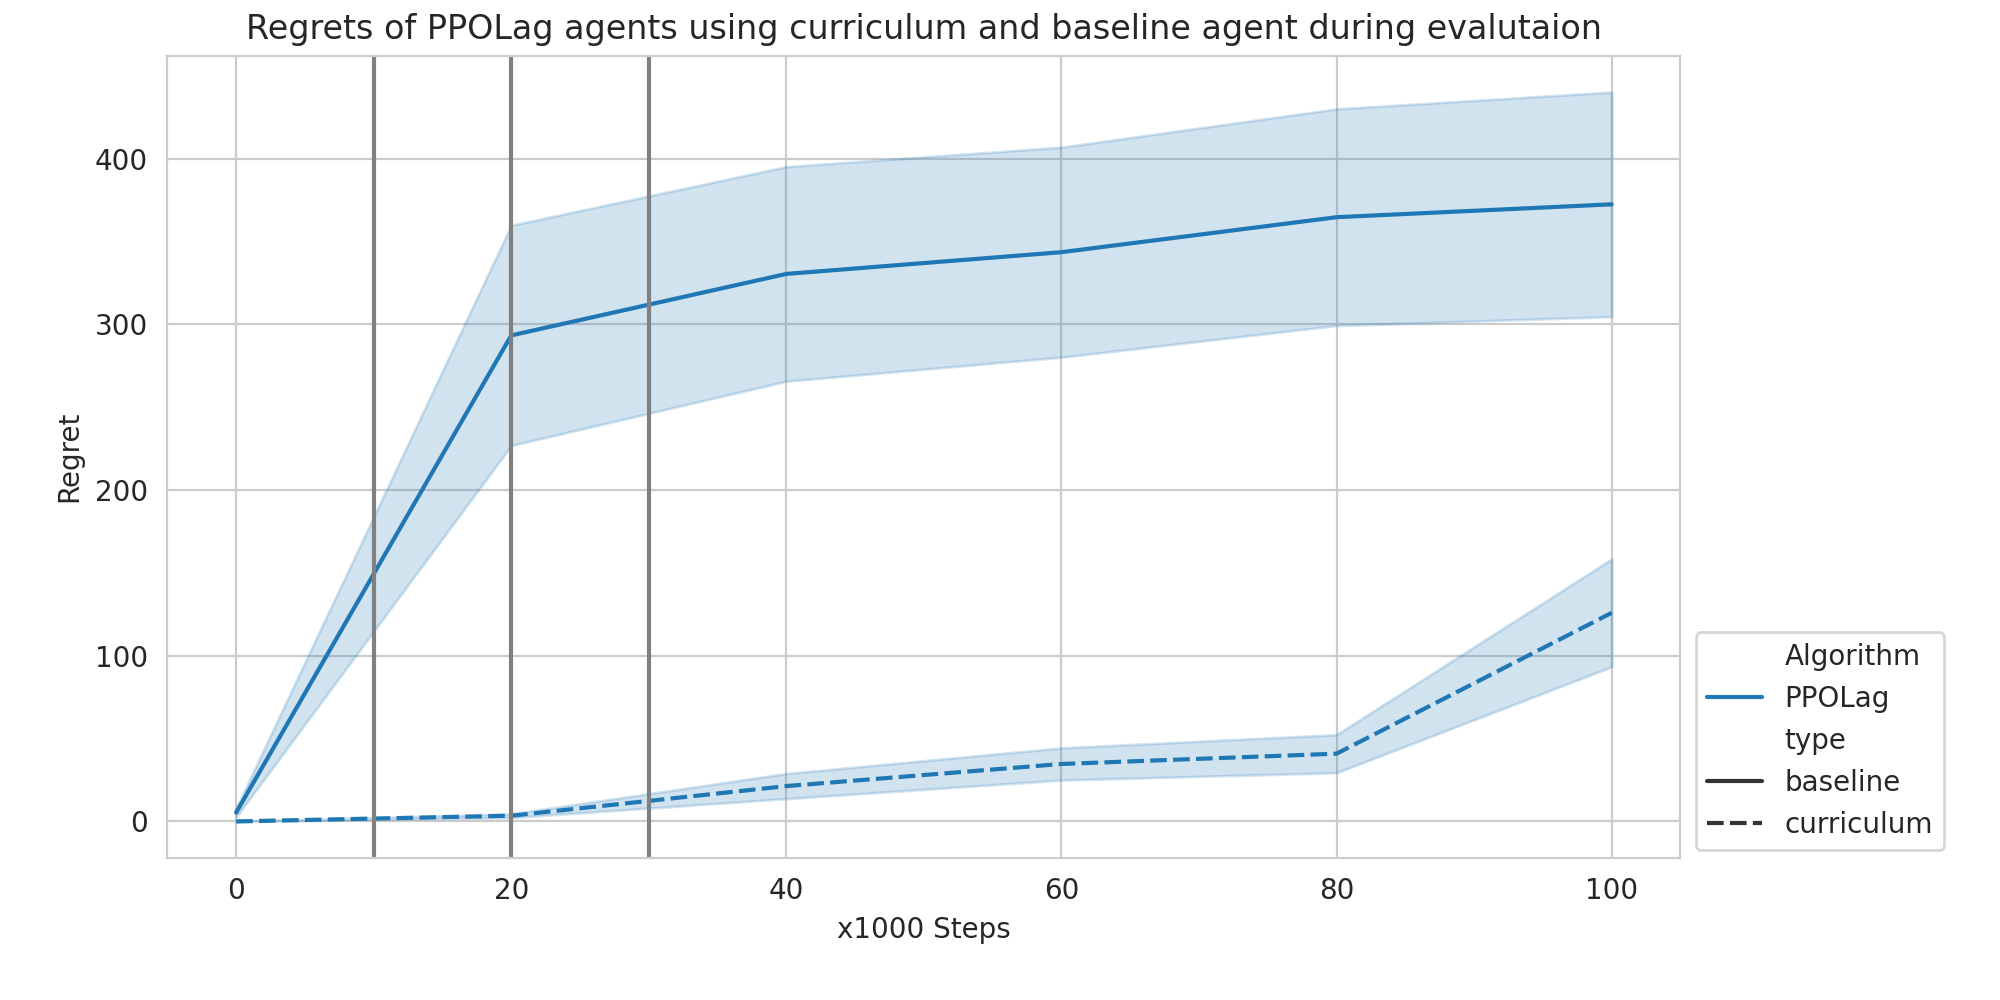 Regrets of PPOLag agents using curriculum and baseline agent during evalutaion
Regret
400
300
200
100
0
0 20 40 60 80 100
x1000 Steps
Algorithm
PPOLag
type
baseline
curriculum